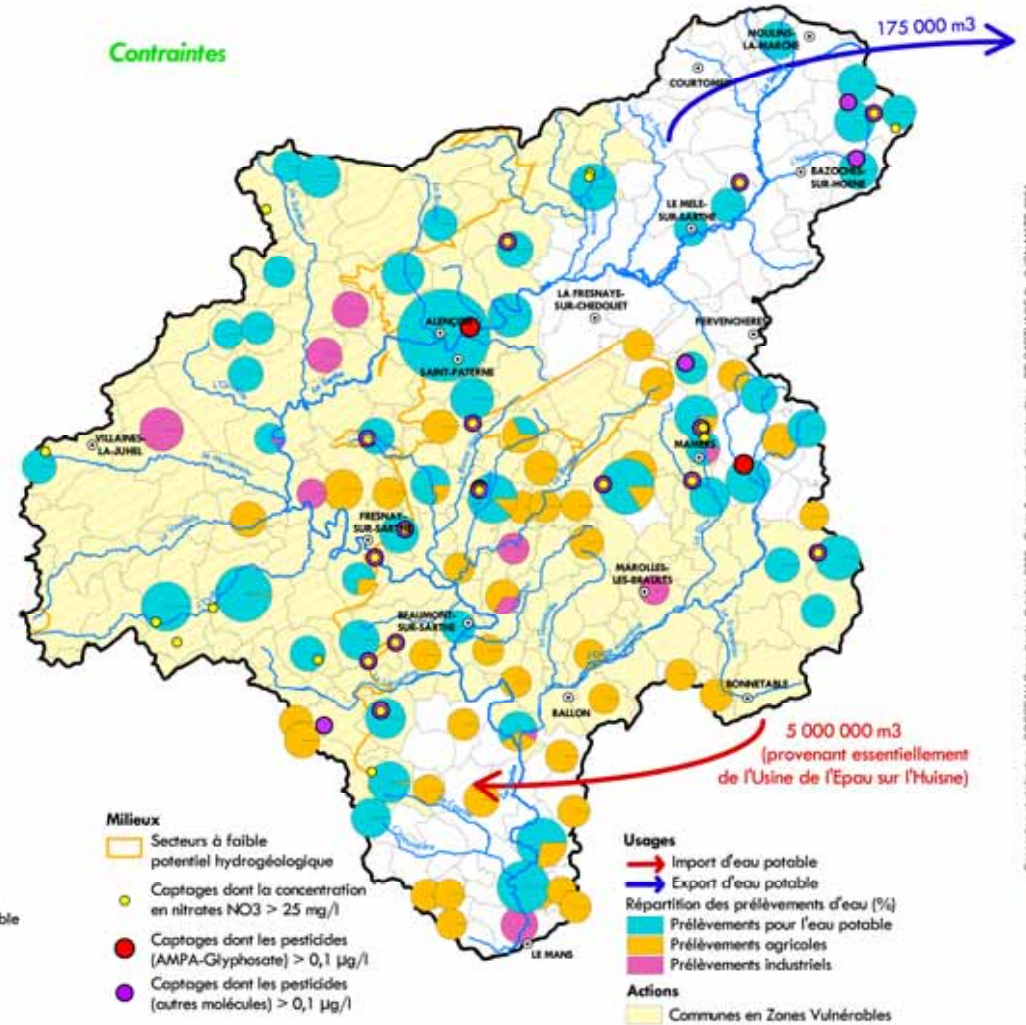 Contraintes
175 000 m3
MOULINS-
LA-MARCHE
COURTOMER
BAZOCHES-
SUR-HOENE
LE MELE-
SUR-SARTHE
LA FRESNAYE-
SUR-CHEDOUET
PERVENCHERES
ALENÇON
SAINT-PATERNE
La Sarthe
VILLAINES-
LA-JUHEL
MAMERS
FRESNAY-
SUR-SARTHE
MAROLLES-
LES-BRAULTS
BEAUMONT-
SUR-SARTHE
BALLON
BONNETABLE
5 000 000 m3
(provenant essentiellement
de l'Usine de l'Epau sur l'Huisne)
LE MANS
Milieux
Secteurs à faible
potentiel hydrogéologique
Captages dont la concentration
en nitrates NO3 > 25 mg/l
Captages dont les pesticides
(AMPA-Glyphosate) > 0,1 µg/l
Captages dont les pesticides
(autres molécules) > 0,1 µg/l
Usages
Import d'eau potable
Export d'eau potable
Répartition des prélèvements d'eau (%)
Prélèvements pour l'eau potable
Prélèvements agricoles
Prélèvements industriels
Actions
Communes en Zones Vulnérables